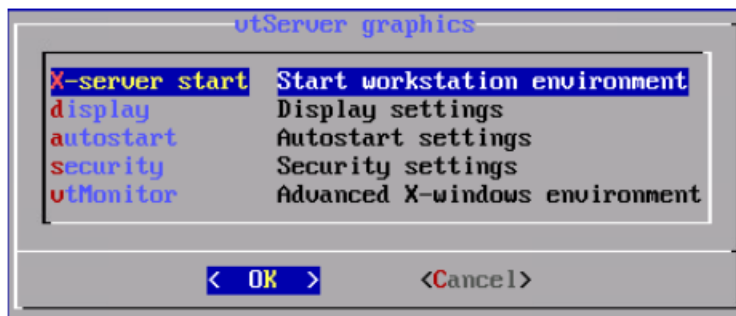 vtServer graphics
X-server start Start workstation environment
display Display settings
autostart Autostart settings
security Security settings
vtMonitor Advanced X-windows environment
< OK > <Cancel>